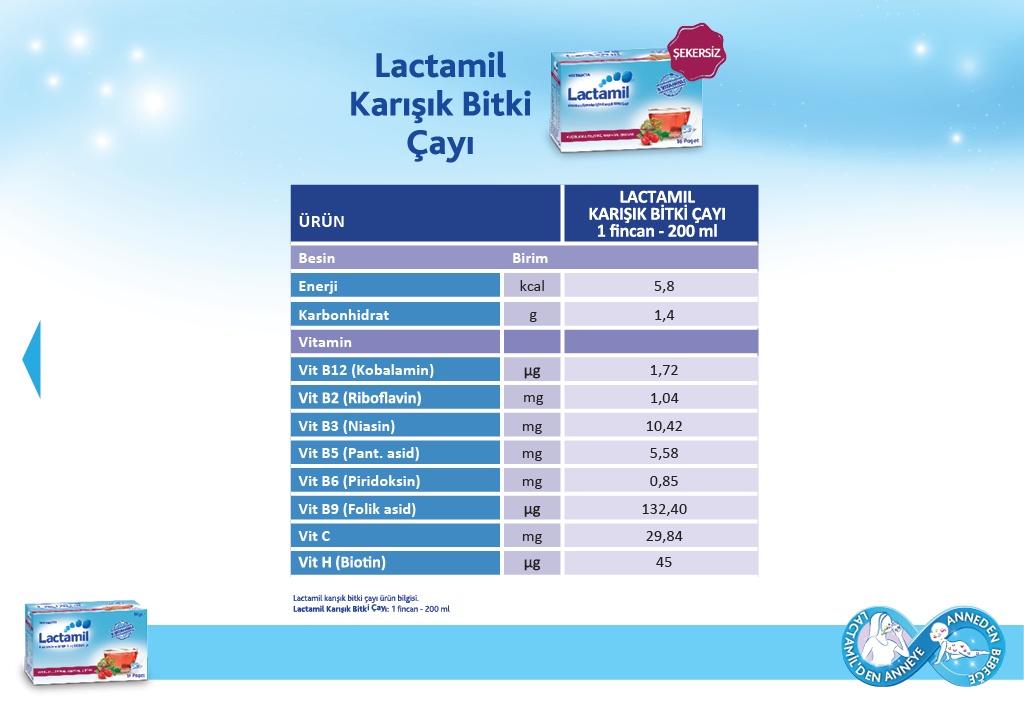 Lactamil
Karışık Bitki
Çayı
ŞEKERSİZ
Lactamil
16 Poşet
ÜRÜN
LACTAMIL
KARIŞIK BİTKİ ÇAYI
1 fincan - 200 ml
Besin Birim
Enerji kcal 5,8
Karbonhidrat g 1,4
Vitamin
Vit B12 (Kobalamin) µg 1,72
Vit B2 (Riboflavin) mg 1,04
Vit B3 (Niasin) mg 10,42
Vit B5 (Pant. asid) mg 5,58
Vit B6 (Piridoksin) mg 0,85
Vit B9 (Folik asid) µg 132,40
Vit C mg 29,84
Vit H (Biotin) µg 45
Lactamil karışık bitki çayı ürün bilgisi.
Lactamil Karışık Bitki Çayı: 1 fincan - 200 ml
Lactamil
16 Poşet
LACTAMIL'DEN ANNEYE
ANNEDEN BEBEĞE